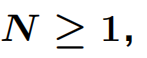 N ≥ 1,